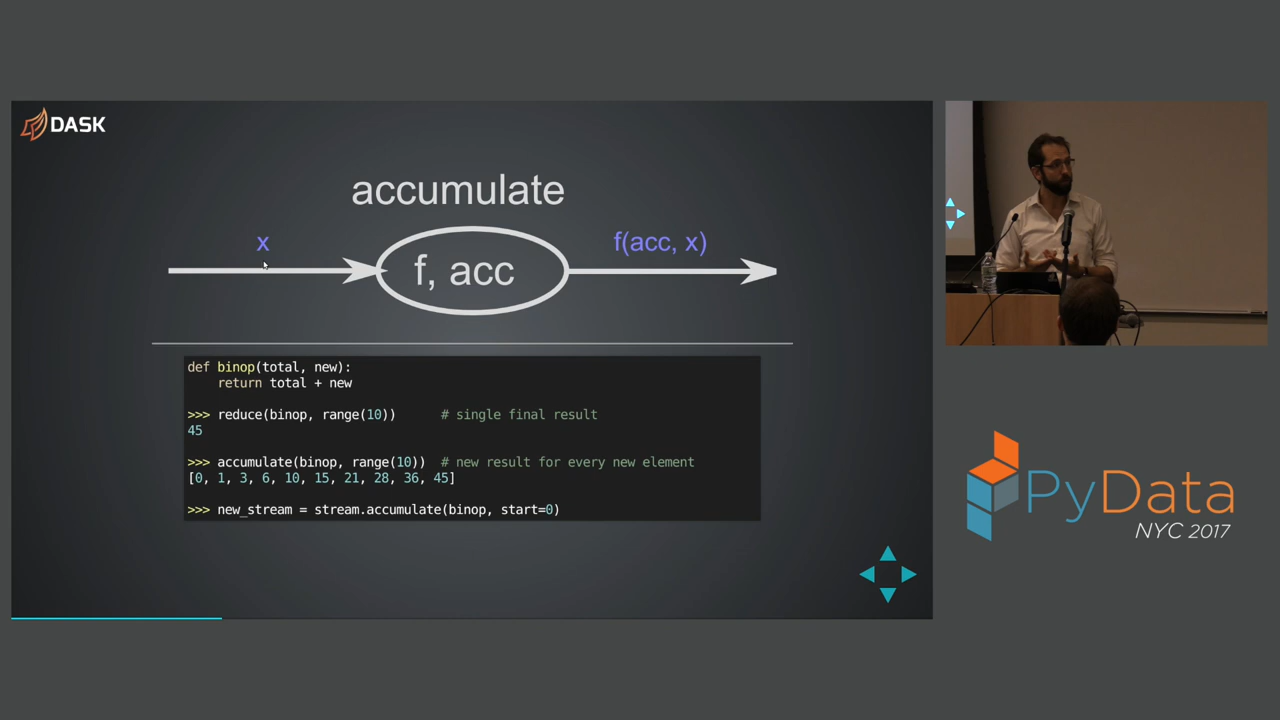 DASK
accumulate
x
f(acc, x)
f, acc
def binop(total, new):
    return total + new
>>> reduce(binop, range(10))      # single final result
45
>>> accumulate(binop, range(10))  # new result for every new element
[0, 1, 3, 6, 10, 15, 21, 28, 36, 45]
>>> new_stream = stream.accumulate(binop, start=0)
PyData
NYC 2017